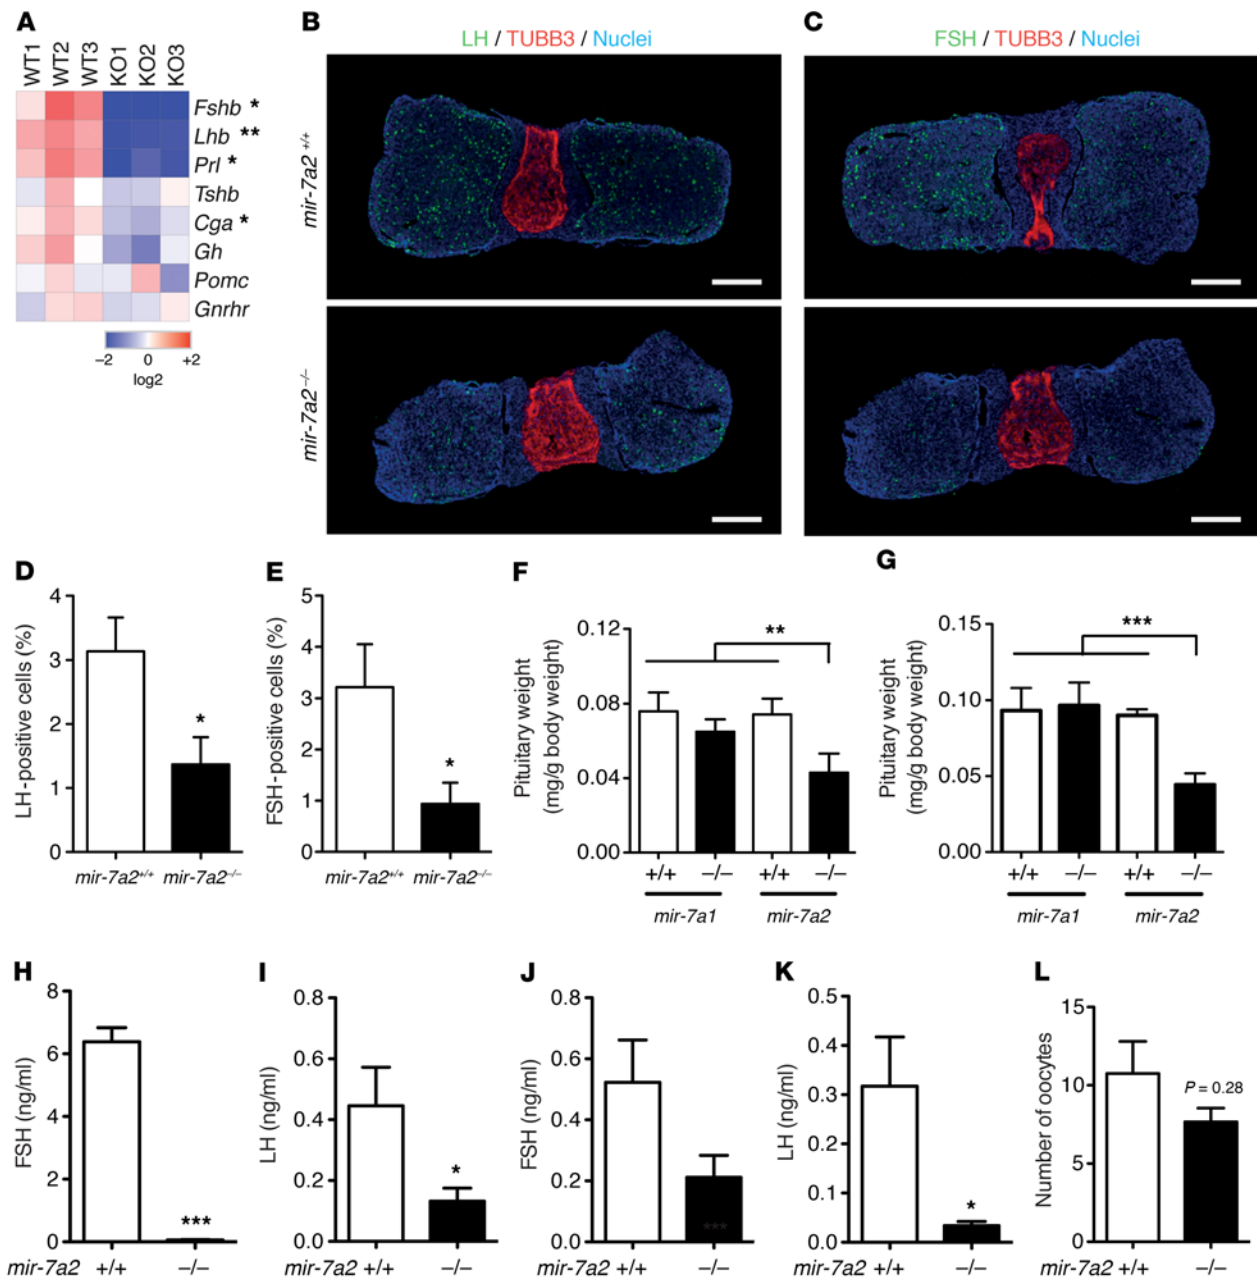 A
WT1 WT2 WT3 KO1 KO2 KO3
Fshb *
Lhb **
Prl *
Tshb
Cga *
Gh
Pomc
Gnrhr
−2 0 +2
log2
B
LH / TUBB3 / Nuclei
mir-7a2 +/+
mir-7a2 −/−
C
FSH / TUBB3 / Nuclei
D
LH-positive cells (%)
4
3
2
1
0
*
mir-7a2+/+ mir-7a2−/−
E
FSH-positive cells (%)
5
4
3
2
1
0
*
mir-7a2+/+ mir-7a2−/−
F
Pituitary weight
(mg/g body weight)
0.12
0.08
0.04
0.00
**
+/+ −/− +/+ −/−
mir-7a1 mir-7a2
G
Pituitary weight
(mg/g body weight)
0.15
0.10
0.05
0.00
***
+/+ −/− +/+ −/−
mir-7a1 mir-7a2
H
FSH (ng/ml)
8
6
4
2
0
***
mir-7a2 +/+ −/−
I
LH (ng/ml)
0.8
0.6
0.4
0.2
0.0
*
mir-7a2 +/+ −/−
J
FSH (ng/ml)
0.8
0.6
0.4
0.2
0.0
***
mir-7a2 +/+ −/−
K
LH (ng/ml)
0.5
0.4
0.3
0.2
0.1
0.0
*
mir-7a2 +/+ −/−
L
Number of oocytes
15
10
5
0
P = 0.28
mir-7a2 +/+ −/−